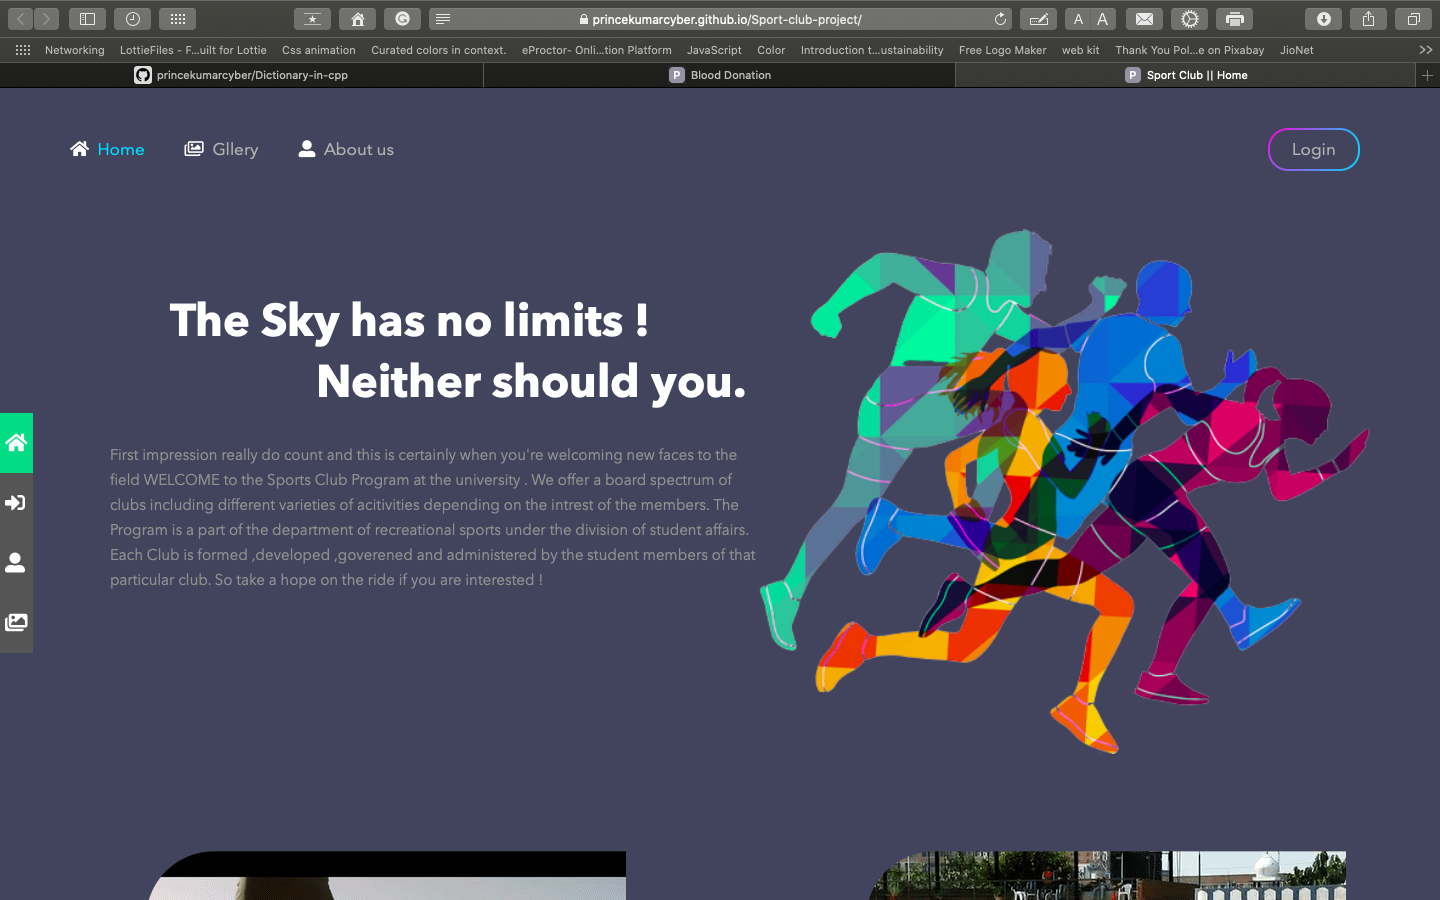 princekumarcyber.github.io/Sport-club-project/
A A
Networking LottieFiles - F...uilt for Lottie Css animation Curated colors in context. eProctor- Onli...tion Platform JavaScript Color Introduction t...ustainability Free Logo Maker web kit Thank You Pol...e on Pixabay JioNet
princekumarcyber/Dictionary-in-cpp P Blood Donation P Sport Club || Home
Home Gllery About us Login
The Sky has no limits !
Neither should you.
First impression really do count and this is certainly when you're welcoming new faces to the
field WELCOME to the Sports Club Program at the university . We offer a board spectrum of
clubs including different varieties of acitivities depending on the intrest of the members. The
Program is a part of the department of recreational sports under the division of student affairs.
Each Club is formed ,developed ,goverened and administered by the student members of that
particular club. So take a hope on the ride if you are interested !